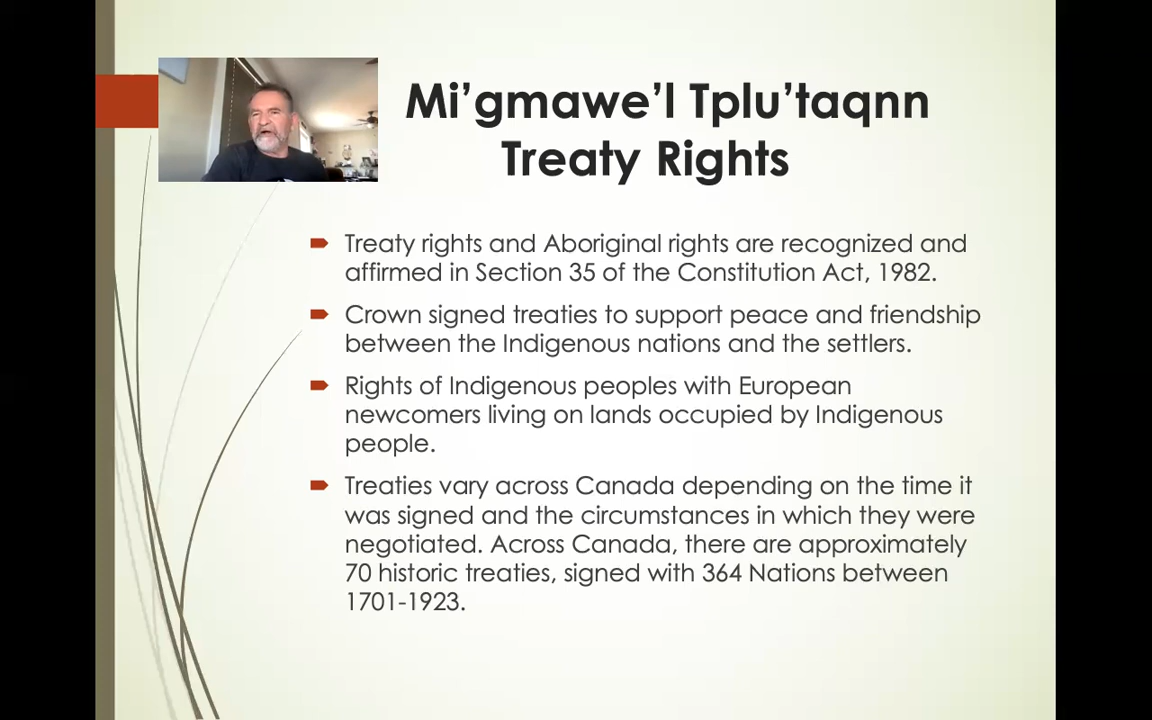 Mi’gmawe’l Tplu’taqnn
Treaty Rights
Treaty rights and Aboriginal rights are recognized and
affirmed in Section 35 of the Constitution Act, 1982.
Crown signed treaties to support peace and friendship
between the Indigenous nations and the settlers.
Rights of Indigenous peoples with European
newcomers living on lands occupied by Indigenous
people.
Treaties vary across Canada depending on the time it
was signed and the circumstances in which they were
negotiated. Across Canada, there are approximately
70 historic treaties, signed with 364 Nations between
1701-1923.